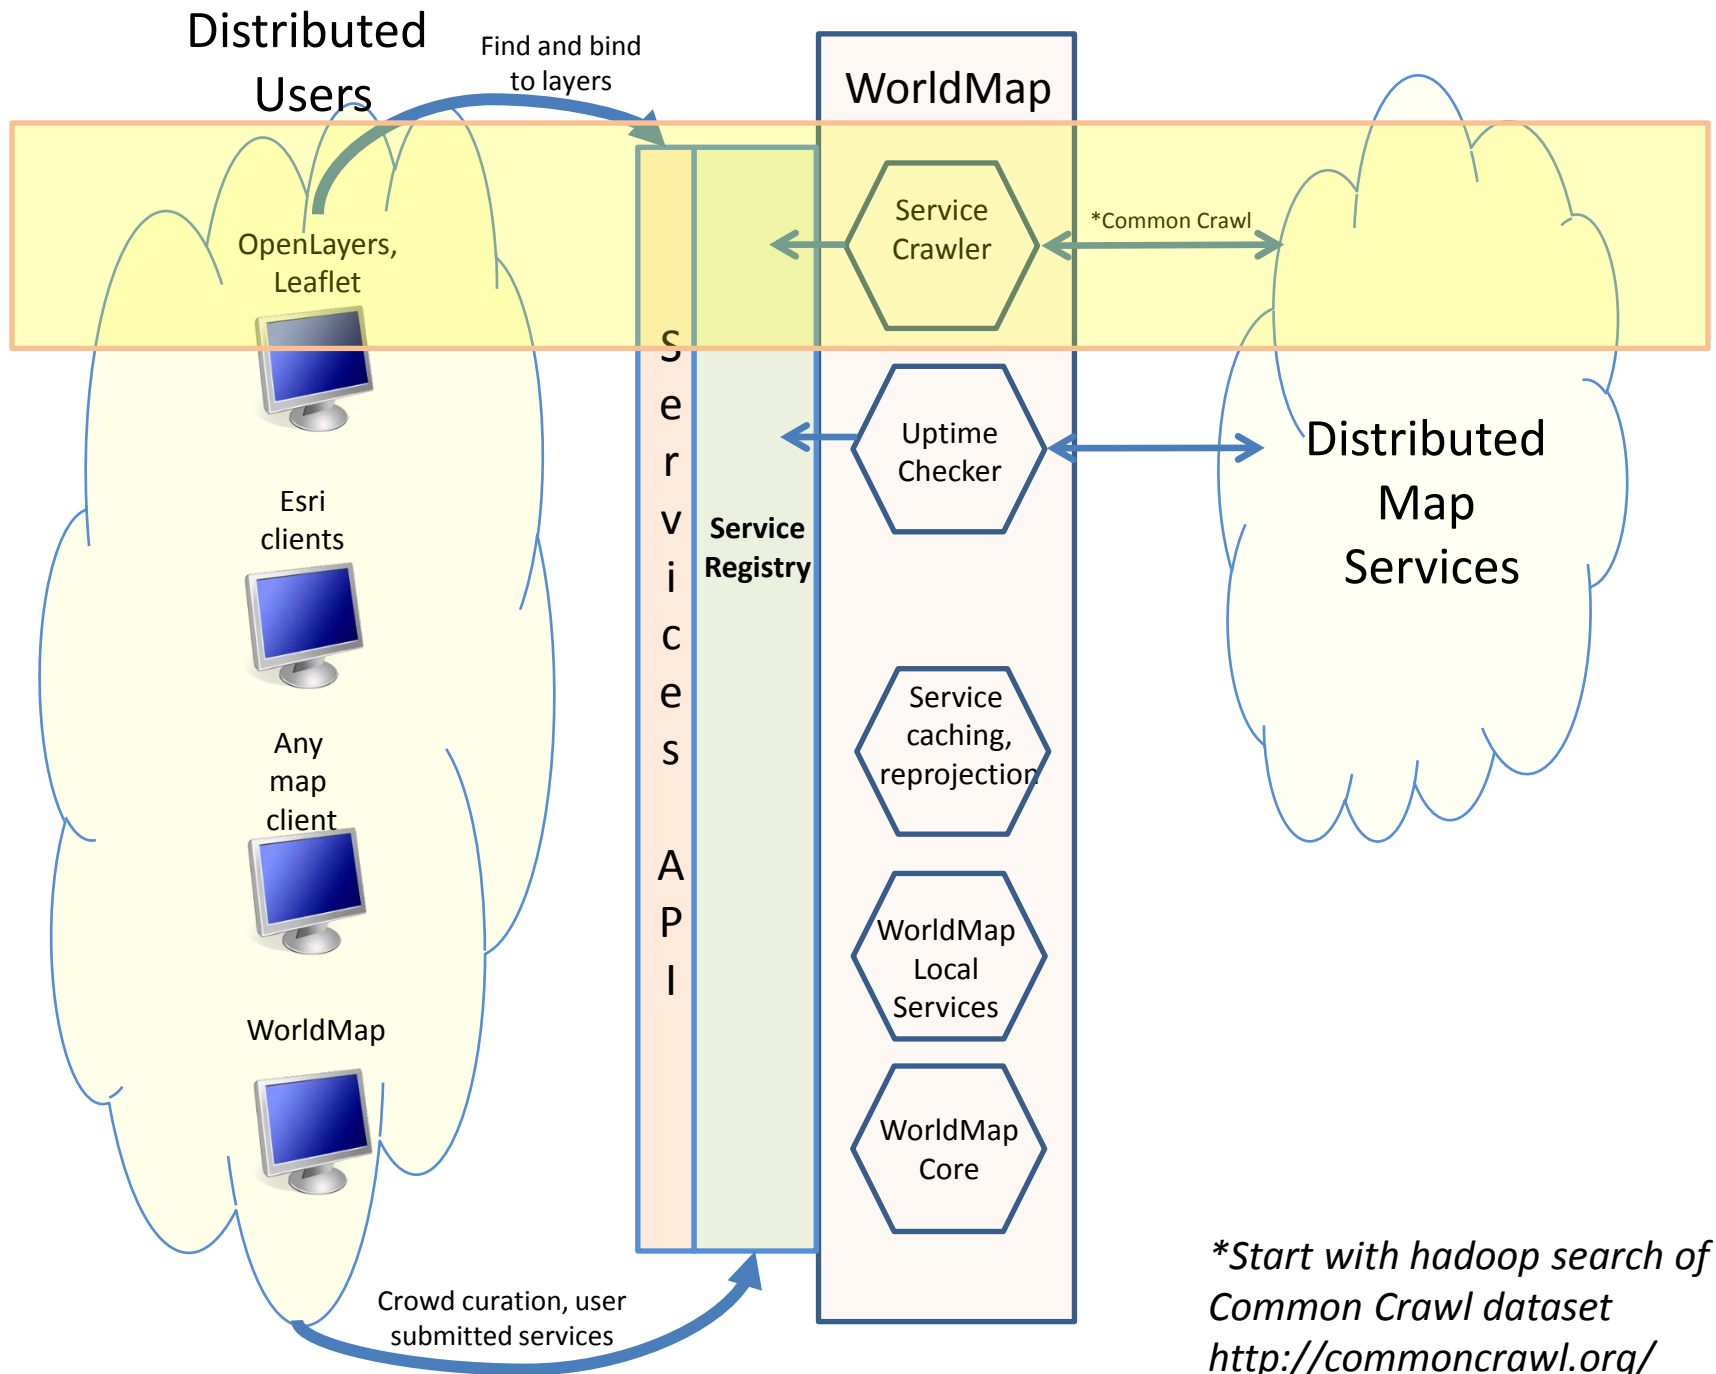 Distributed
Users
Find and bind
to layers
WorldMap
OpenLayers,
Leaflet
Service
Crawler
*Common Crawl
Uptime
Checker
Distributed
Map
Services
Esri
clients
Services API
Service
Registry
Service
caching,
reprojection
Any
map
client
WorldMap
Local
Services
WorldMap
WorldMap
Core
Crowd curation, user
submitted services
*Start with hadoop search of
Common Crawl dataset
http://commoncrawl.org/